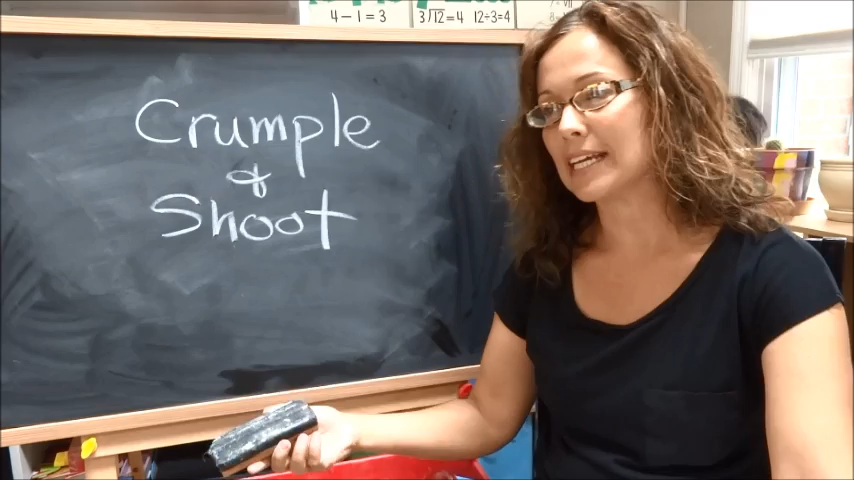 4 − 1 = 3
3⟌12 = 4 12÷3=4
Crumple
&
Shoot